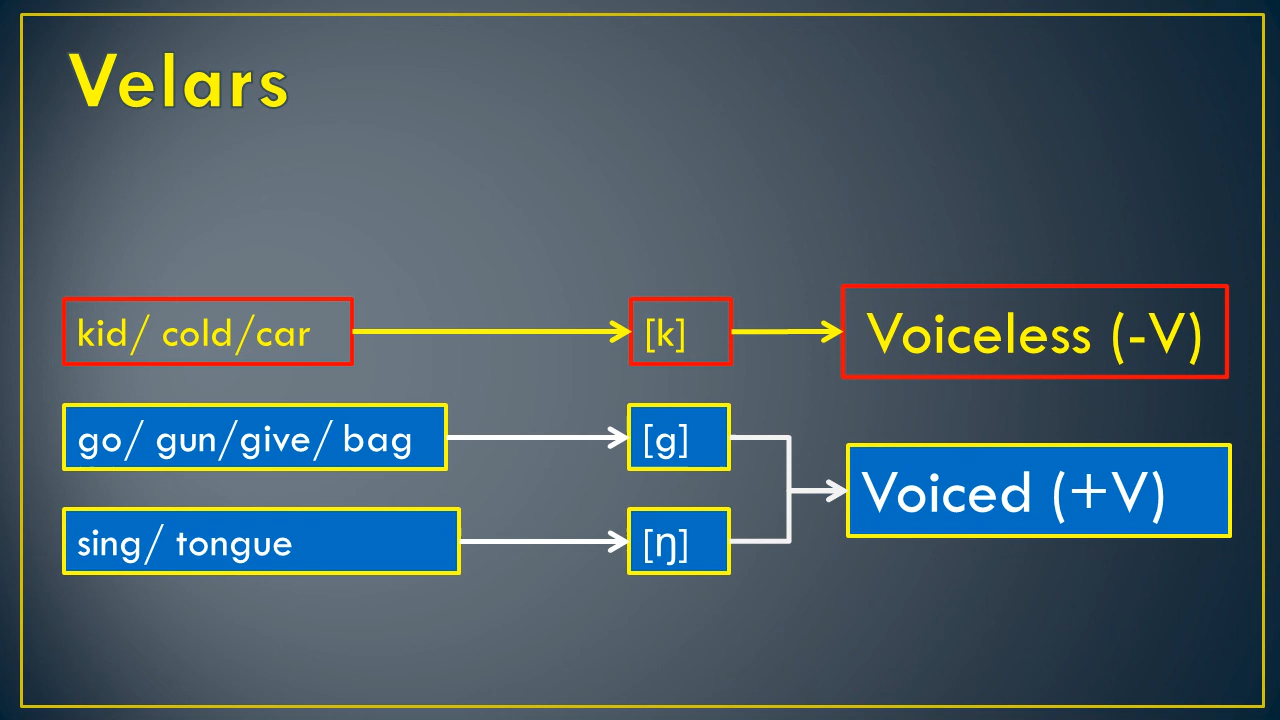 Velars
kid/ cold/car
[k]
Voiceless (-V)
go/ gun/give/ bag
[g]
Voiced (+V)
sing/ tongue
[ŋ]